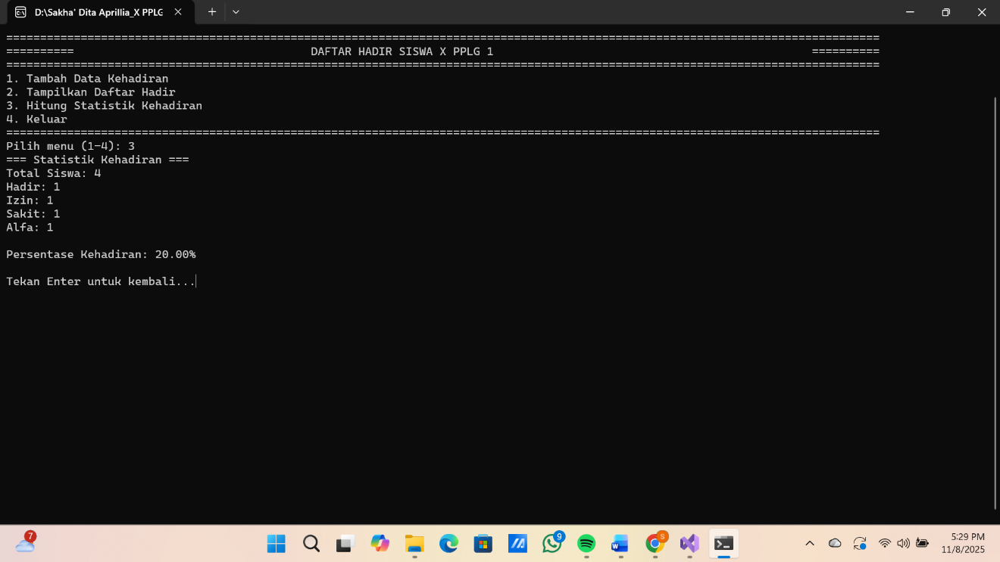 D:\Sakha' Dita Aprillia_X PPLG
================================================================================================================================= 
==========                                   DAFTAR HADIR SISWA X PPLG 1                                               ==========
=================================================================================================================================
1. Tambah Data Kehadiran
2. Tampilkan Daftar Hadir
3. Hitung Statistik Kehadiran
4. Keluar
=================================================================================================================================
Pilih menu (1-4): 3
=== Statistik Kehadiran ===
Total Siswa: 4
Hadir: 1
Izin: 1
Sakit: 1
Alfa: 1
Persentase Kehadiran: 20.00%
Tekan Enter untuk kembali...
7
9
S
5:29 PM
11/8/2025